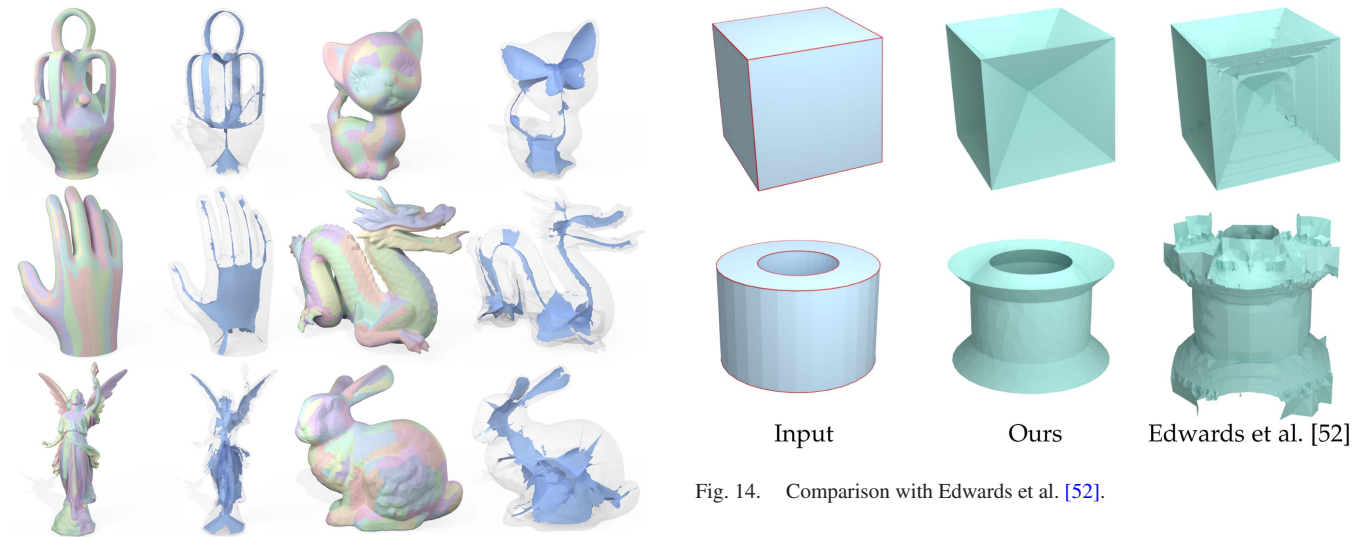 Input
Ours
Edwards et al. [52]
Fig. 14. Comparison with Edwards et al. [52].